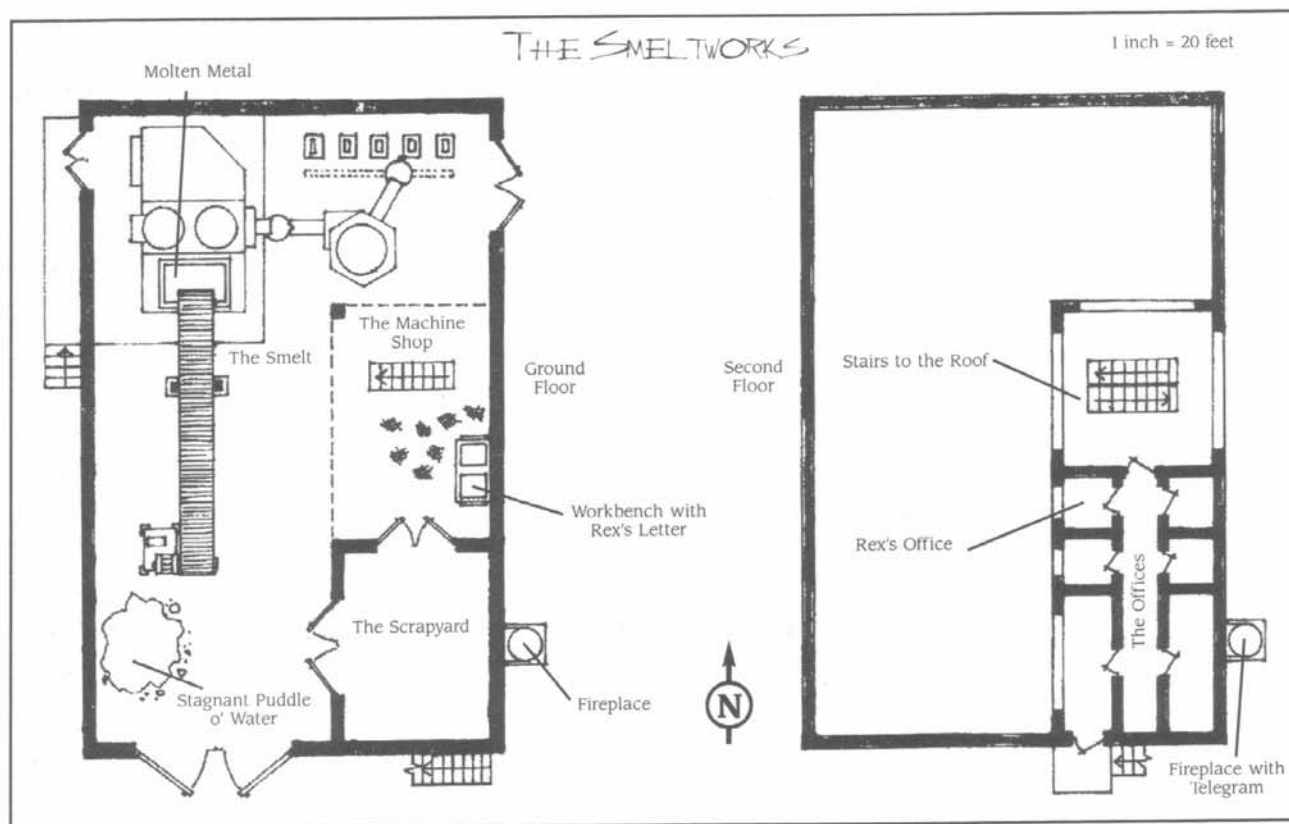 THE SMELTWORKS
1 inch = 20 feet
Molten Metal
The Smelt
The Machine
Shop
Ground
Floor
Workbench with
Rex's Letter
The Scrapyard
Fireplace
Stagnant Puddle
o' Water
N
Second
Floor
Stairs to the Roof
Rex's Office
The Offices
Fireplace with
Telegram